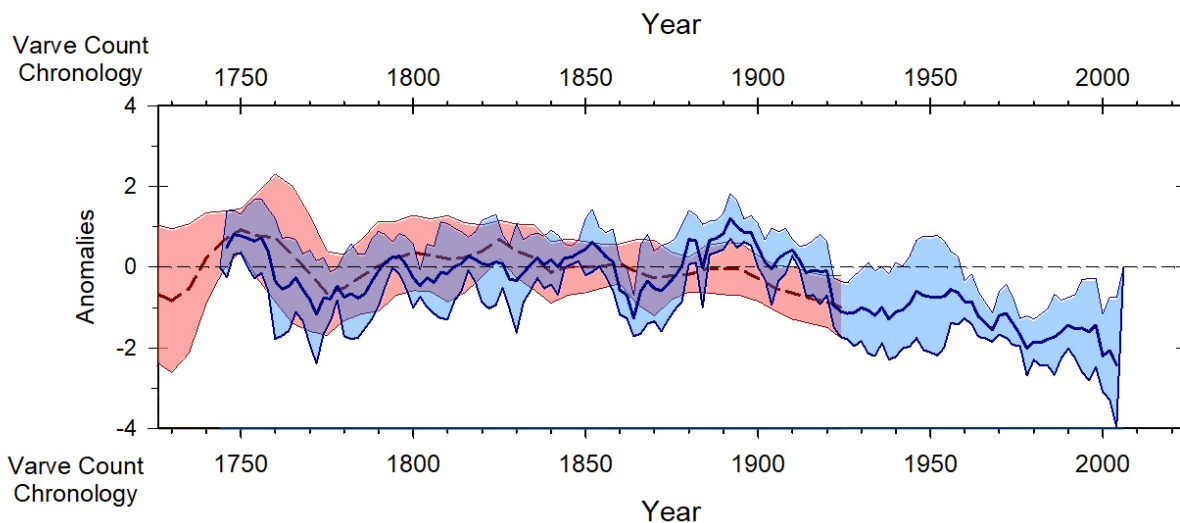 Year
Varve Count
Chronology
1750 1800 1850 1900 1950 2000
4
2
0
-2
-4
Anomalies
1750 1800 1850 1900 1950 2000
Varve Count
Chronology
Year